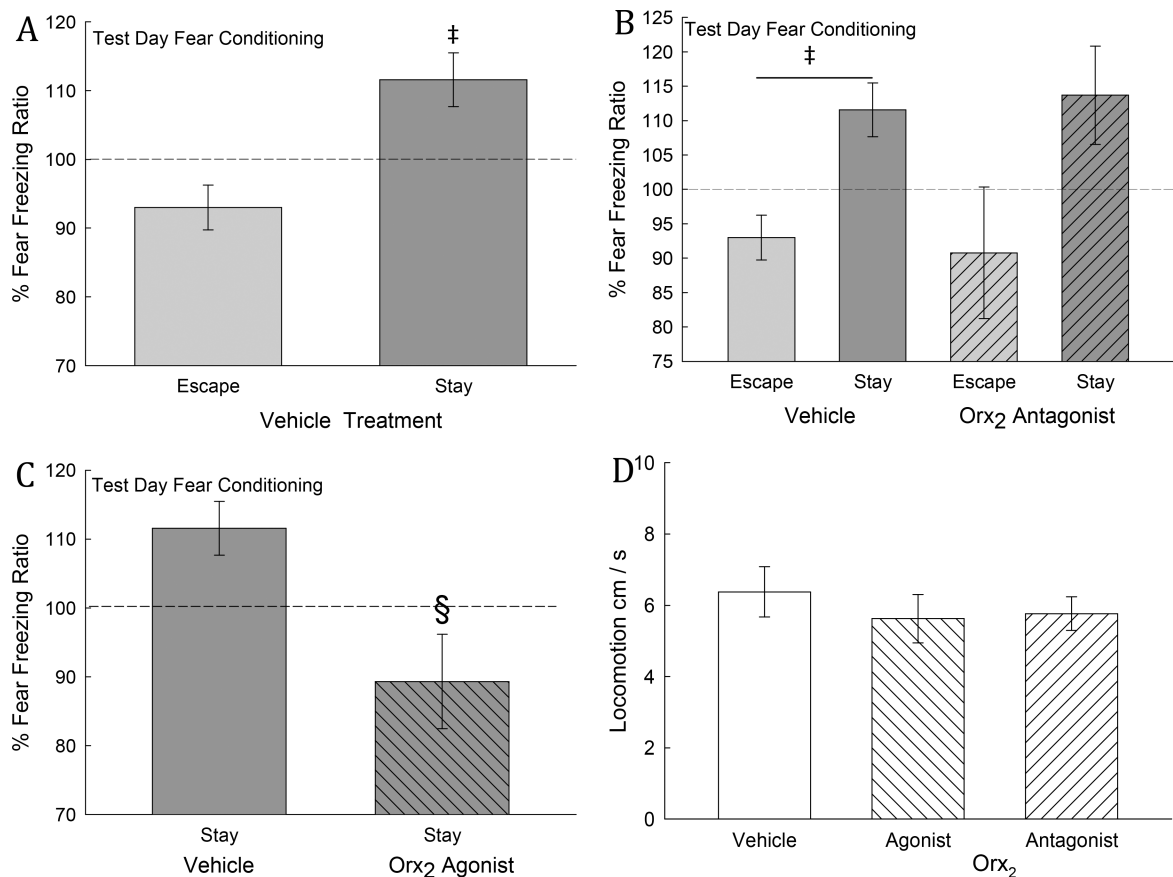 A
Test Day Fear Conditioning
‡
% Fear Freezing Ratio
120
110
100
90
80
70
Escape
Stay
Vehicle Treatment
B
Test Day Fear Conditioning
‡
% Fear Freezing Ratio
125
120
115
110
105
100
95
90
85
80
75
Escape
Stay
Escape
Stay
Vehicle
Orx2 Antagonist
C
Test Day Fear Conditioning
§
% Fear Freezing Ratio
120
110
100
90
80
70
Stay
Stay
Vehicle
Orx2 Agonist
D
Locomotion cm / s
10
8
6
4
2
0
Vehicle
Agonist
Antagonist
Orx2